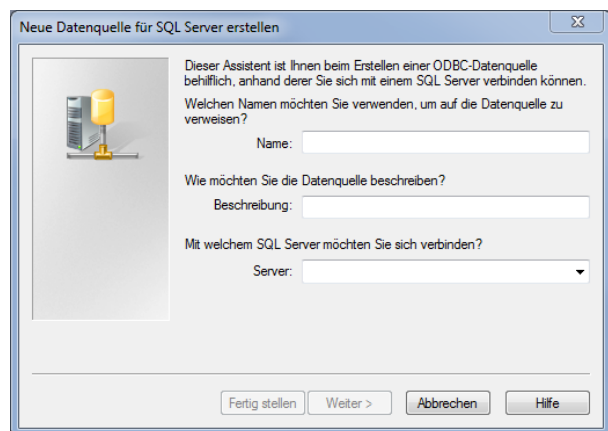 Neue Datenquelle für SQL Server erstellen
Dieser Assistent ist Ihnen beim Erstellen einer ODBC-Datenquelle
behilflich, anhand derer Sie sich mit einem SQL Server verbinden können.
Welchen Namen möchten Sie verwenden, um auf die Datenquelle zu
verweisen?
Name:
Wie möchten Sie die Datenquelle beschreiben?
Beschreibung:
Mit welchem SQL Server möchten Sie sich verbinden?
Server:
Fertig stellen Weiter > Abbrechen Hilfe